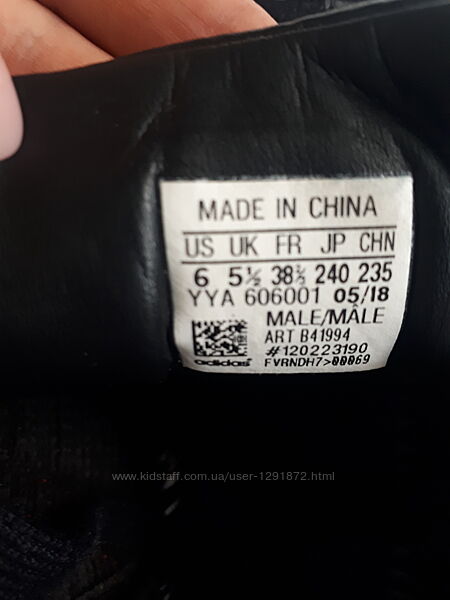 MADE IN CHINA
US UK FR JP CHN
6 5½ 38⅔ 240 235
YYA 606001 05/18
MALE/MÂLE
ART B41994
#120223190
adidas FVRNDH7>00069
www.kidstaff.com.ua/user-1291872.html